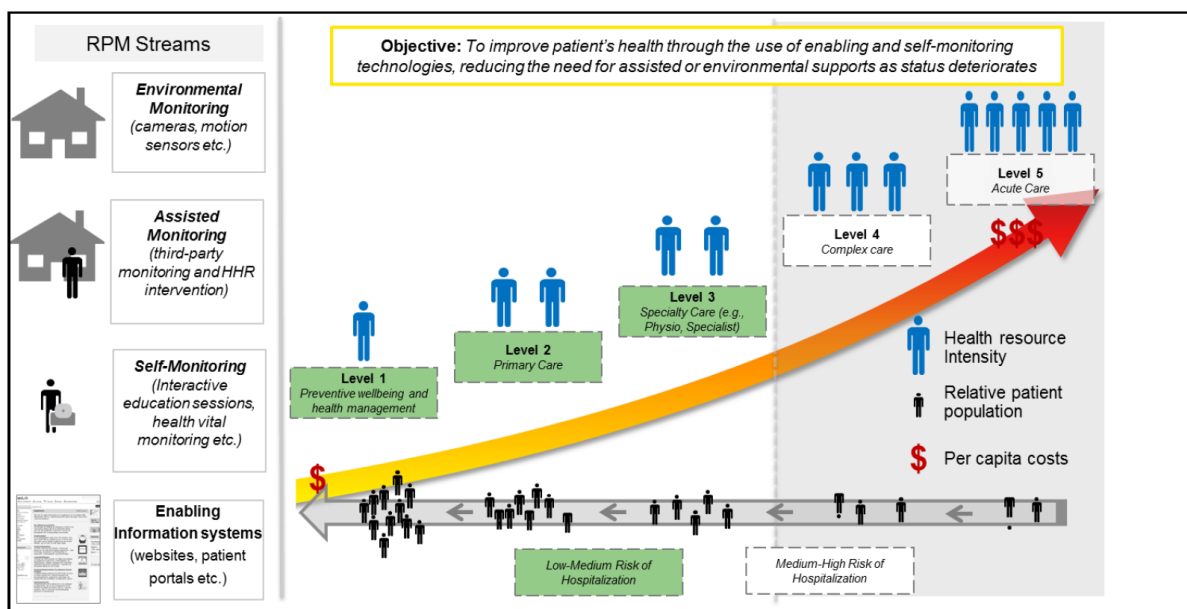 RPM Streams
Environmental
Monitoring
(cameras, motion
sensors etc.)
Assisted
Monitoring
(third-party
monitoring and HHR
intervention)
Self-Monitoring
(Interactive
education sessions,
health vital
monitoring etc.)
Enabling
Information systems
(websites, patient
portals etc.)
Objective: To improve patient's health through the use of enabling and self-monitoring
technologies, reducing the need for assisted or environmental supports as status deteriorates
Level 1
Preventive wellbeing and
health management
Level 2
Primary Care
Level 3
Specialty Care (e.g.,
Physio, Specialist)
Level 4
Complex care
Level 5
Acute Care
$
$$$
Health resource
Intensity
Relative patient
population
$ Per capita costs
Low-Medium Risk of
Hospitalization
Medium-High Risk of
Hospitalization